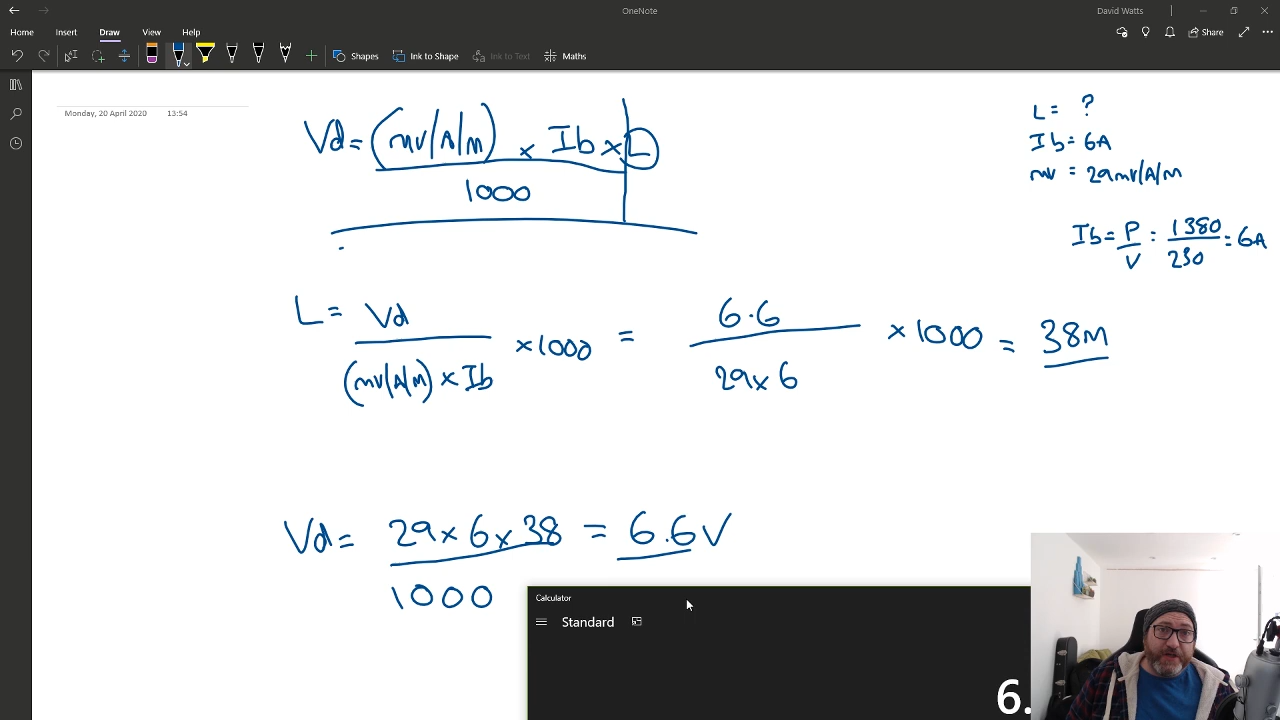 OneNote
David Watts
Home Insert Draw View Help
Share
Shapes Ink to Shape Ink to Text Maths
Monday, 20 April 2020 13:54
Vd = (mv/A/M) × Ib × L
1000
L = ?
Ib = 6A
mv = 29mv/A/M
Ib = P = 1380 = 6A
V 230
L = Vd × 1000 = 6.6 × 1000 = 38M
(mv/A/M) × Ib 29 × 6
Vd = 29 × 6 × 38 = 6.6V
1000
Calculator
Standard
6.